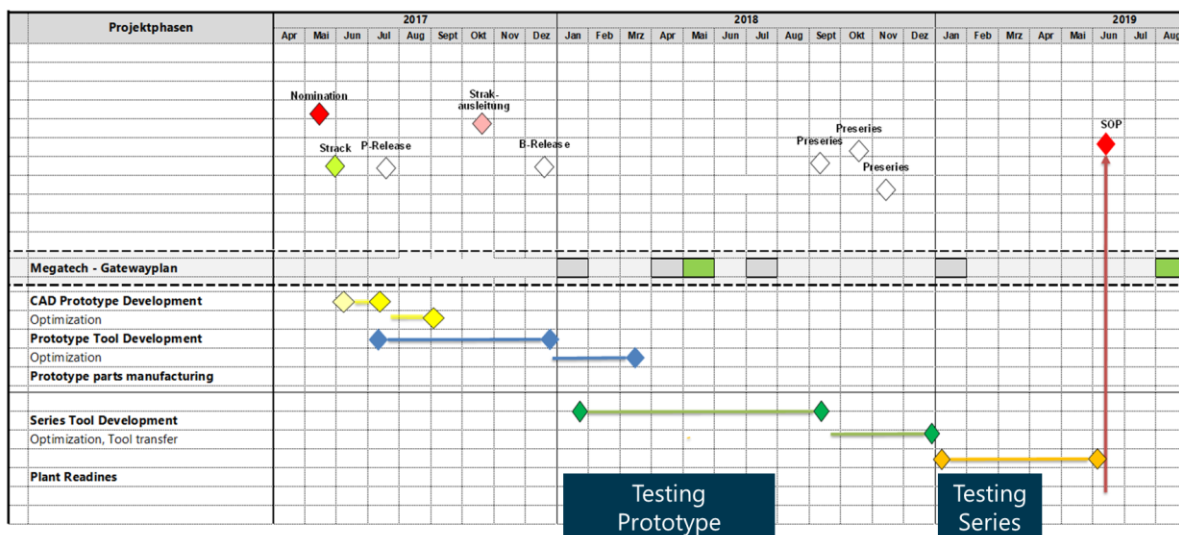 Projektphasen
2017 2018 2019
Apr Mai Jun Jul Aug Sept Okt Nov Dez Jan Feb Mrz Apr Mai Jun Jul Aug Sept Okt Nov Dez Jan Feb Mrz Apr Mai Jun Jul Aug
Nomination
Strak-
ausleitung
Strack
P-Release
B-Release
Preseries
Preseries
Preseries
SOP
Megatech - Gatewayplan
CAD Prototype Development
Optimization
Prototype Tool Development
Optimization
Prototype parts manufacturing
Series Tool Development
Optimization, Tool transfer
Plant Readines
Testing
Prototype
Testing
Series